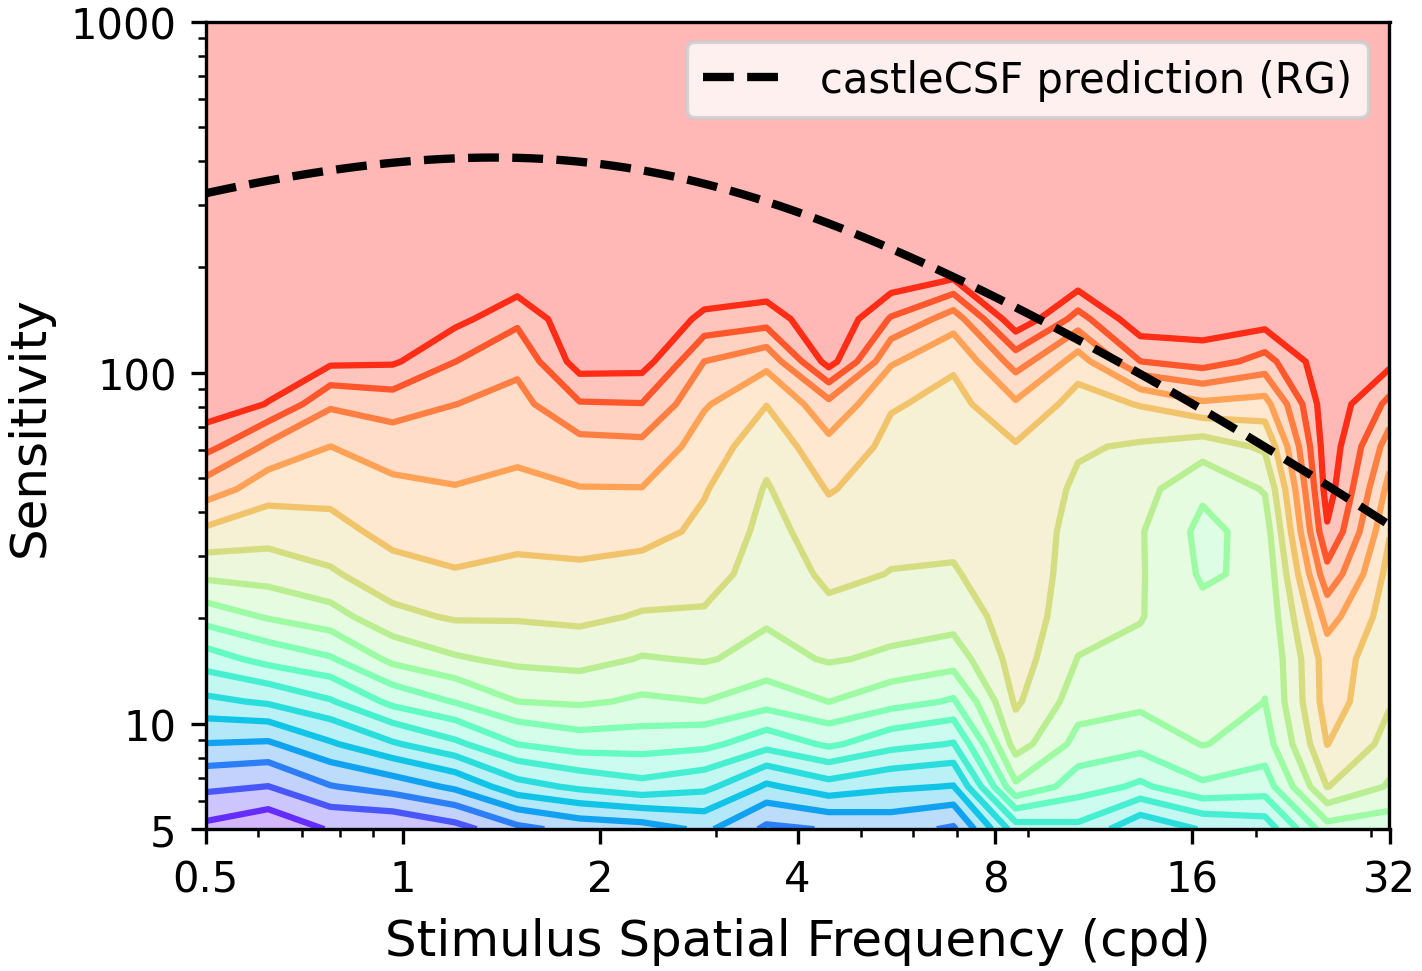 1000
castleCSF prediction (RG)
Sensitivity
100
10
5
0.5 1 2 4 8 16 32
Stimulus Spatial Frequency (cpd)